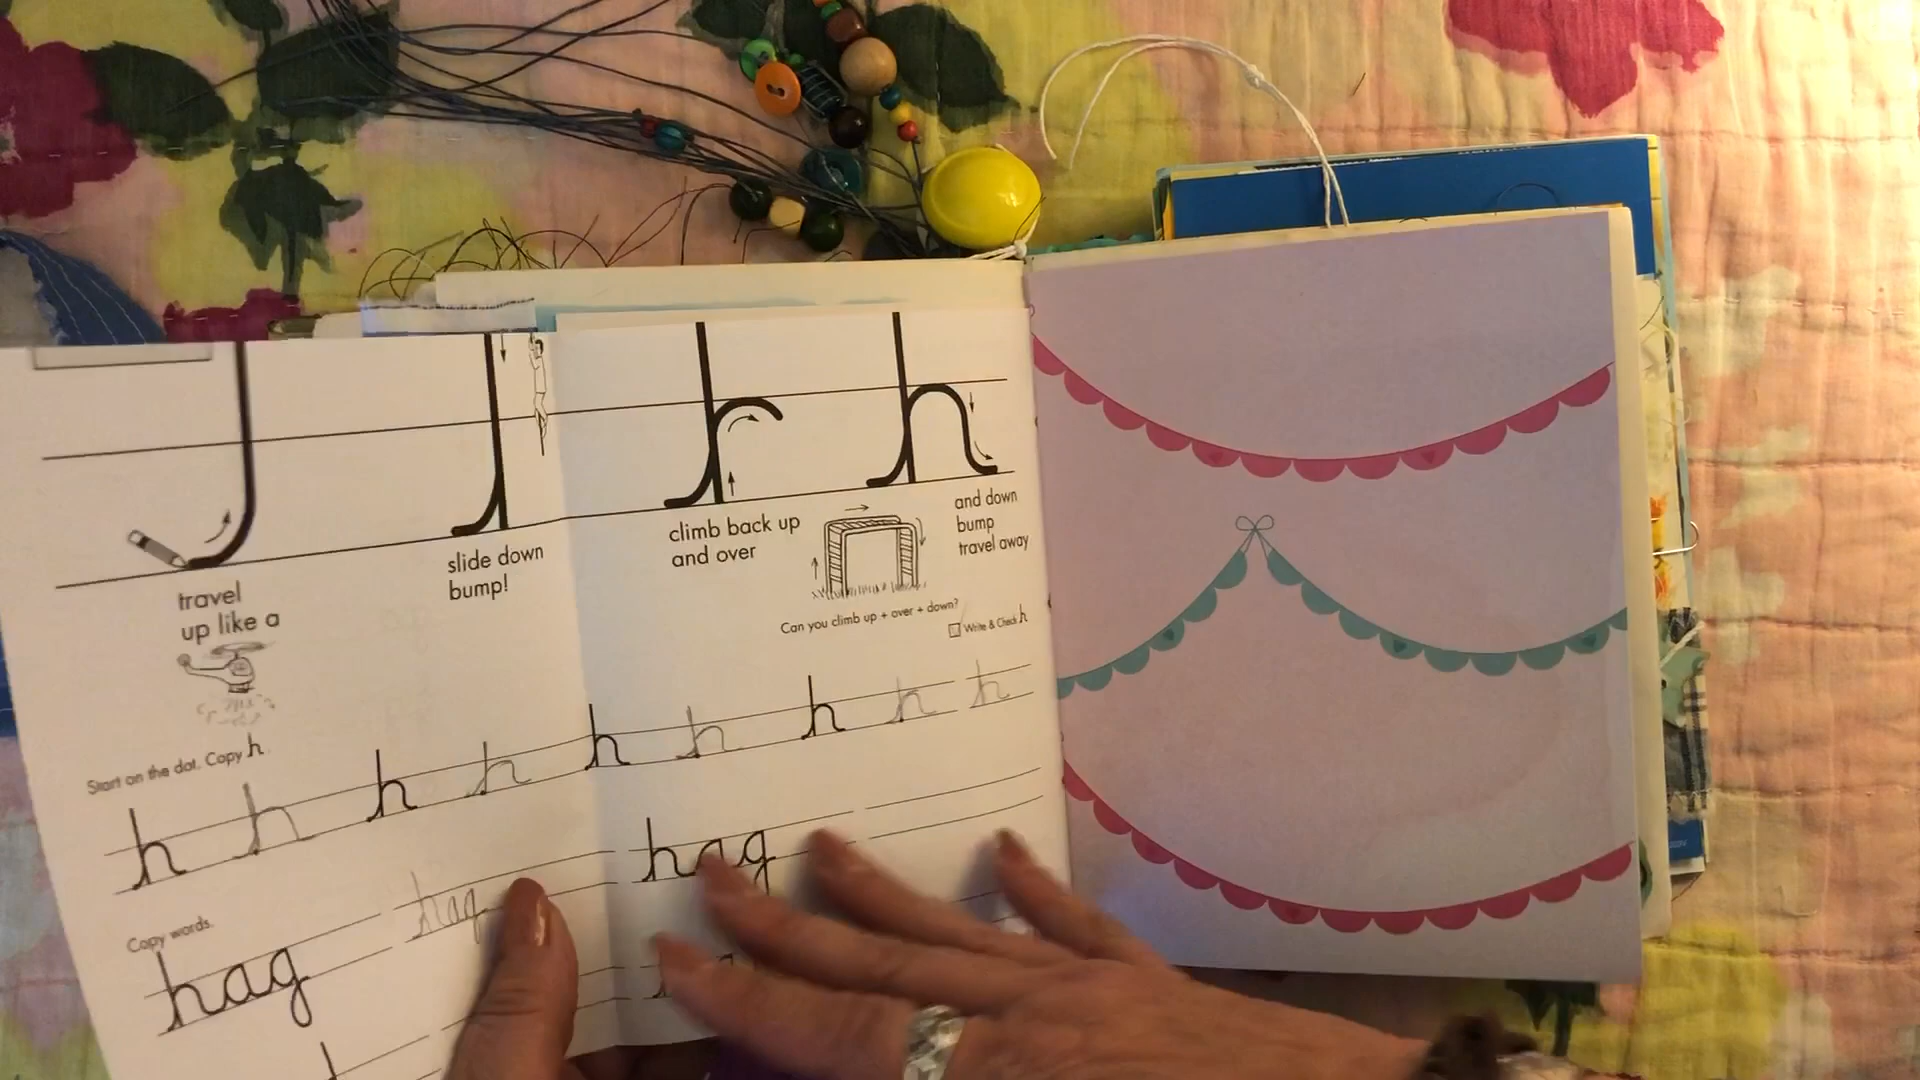 travel
up like a
slide down
bump!
climb back up
and over
and down
bump
travel away
Can you climb up + over + down?
Write & Check h
Start on the dot. Copy h.
h h h h h h h h h
Copy words.
hag hag hag